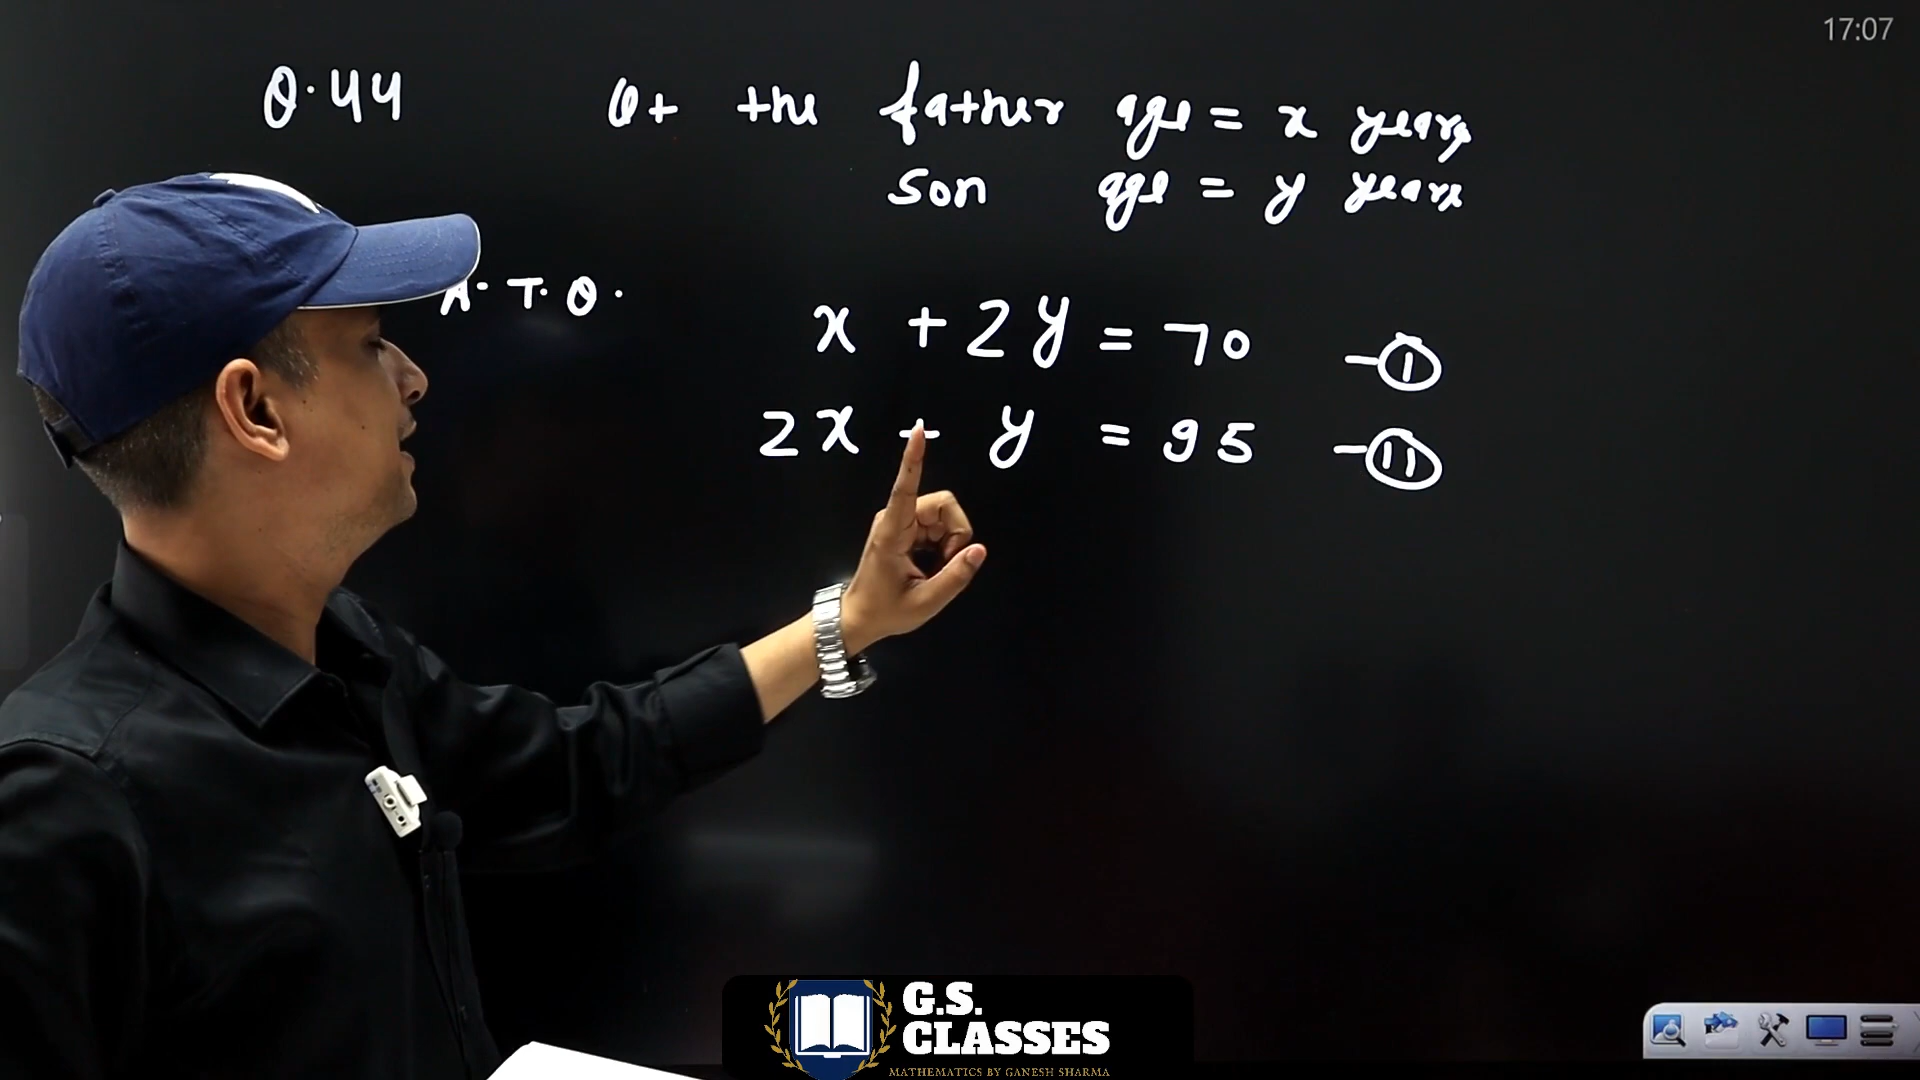 17:07
Q.44 Let the father age = x years
son age = y years
A.T.Q.
x + 2y = 70 -①
2x + y = 95 -⑪
G.S.
CLASSES
MATHEMATICS BY GANESH SHARMA